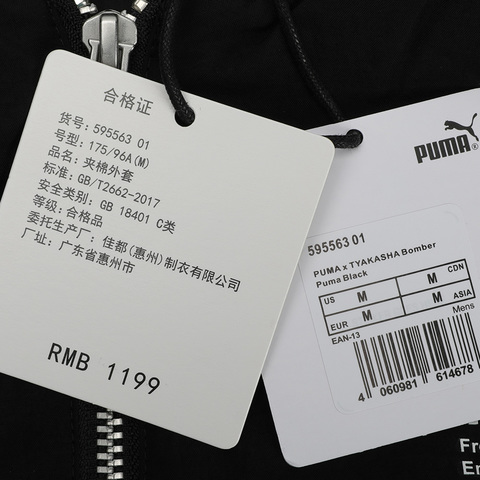 合格证
货号: 595563 01
号型: 175/96A(M)
品名: 夹棉外套
标准: GB/T2662-2017
安全类别: GB 18401 C类
等级: 合格品
委托生产厂: 佳都(惠州)制衣有限公司
厂址: 广东省惠州市
RMB 1199
PUMA
595563 01
PUMA x TYAKASHA Bomber
Puma Black
US M M CDN
EUR M M ASIA
EAN-13 Mens
4 060981 614678